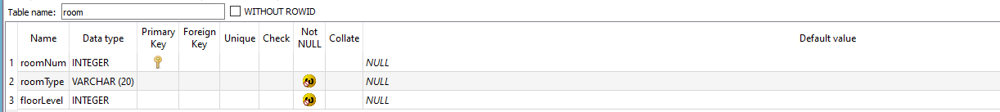 Table name: room WITHOUT ROWID
Name Data type Primary Key Foreign Key Unique Check Not NULL Collate Default value
1 roomNum INTEGER NULL
2 roomType VARCHAR (20) NULL
3 floorLevel INTEGER NULL